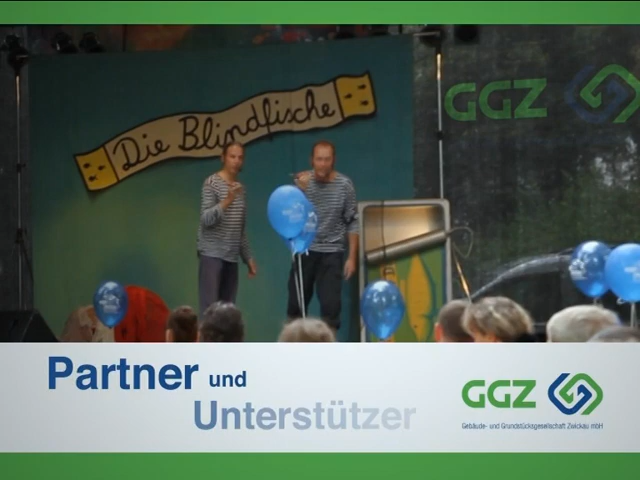 Die Blindfische
GGZ
Partner und
Unterstützer
GGZ
Gebäude- und Grundstücksgesellschaft Zwickau mbH